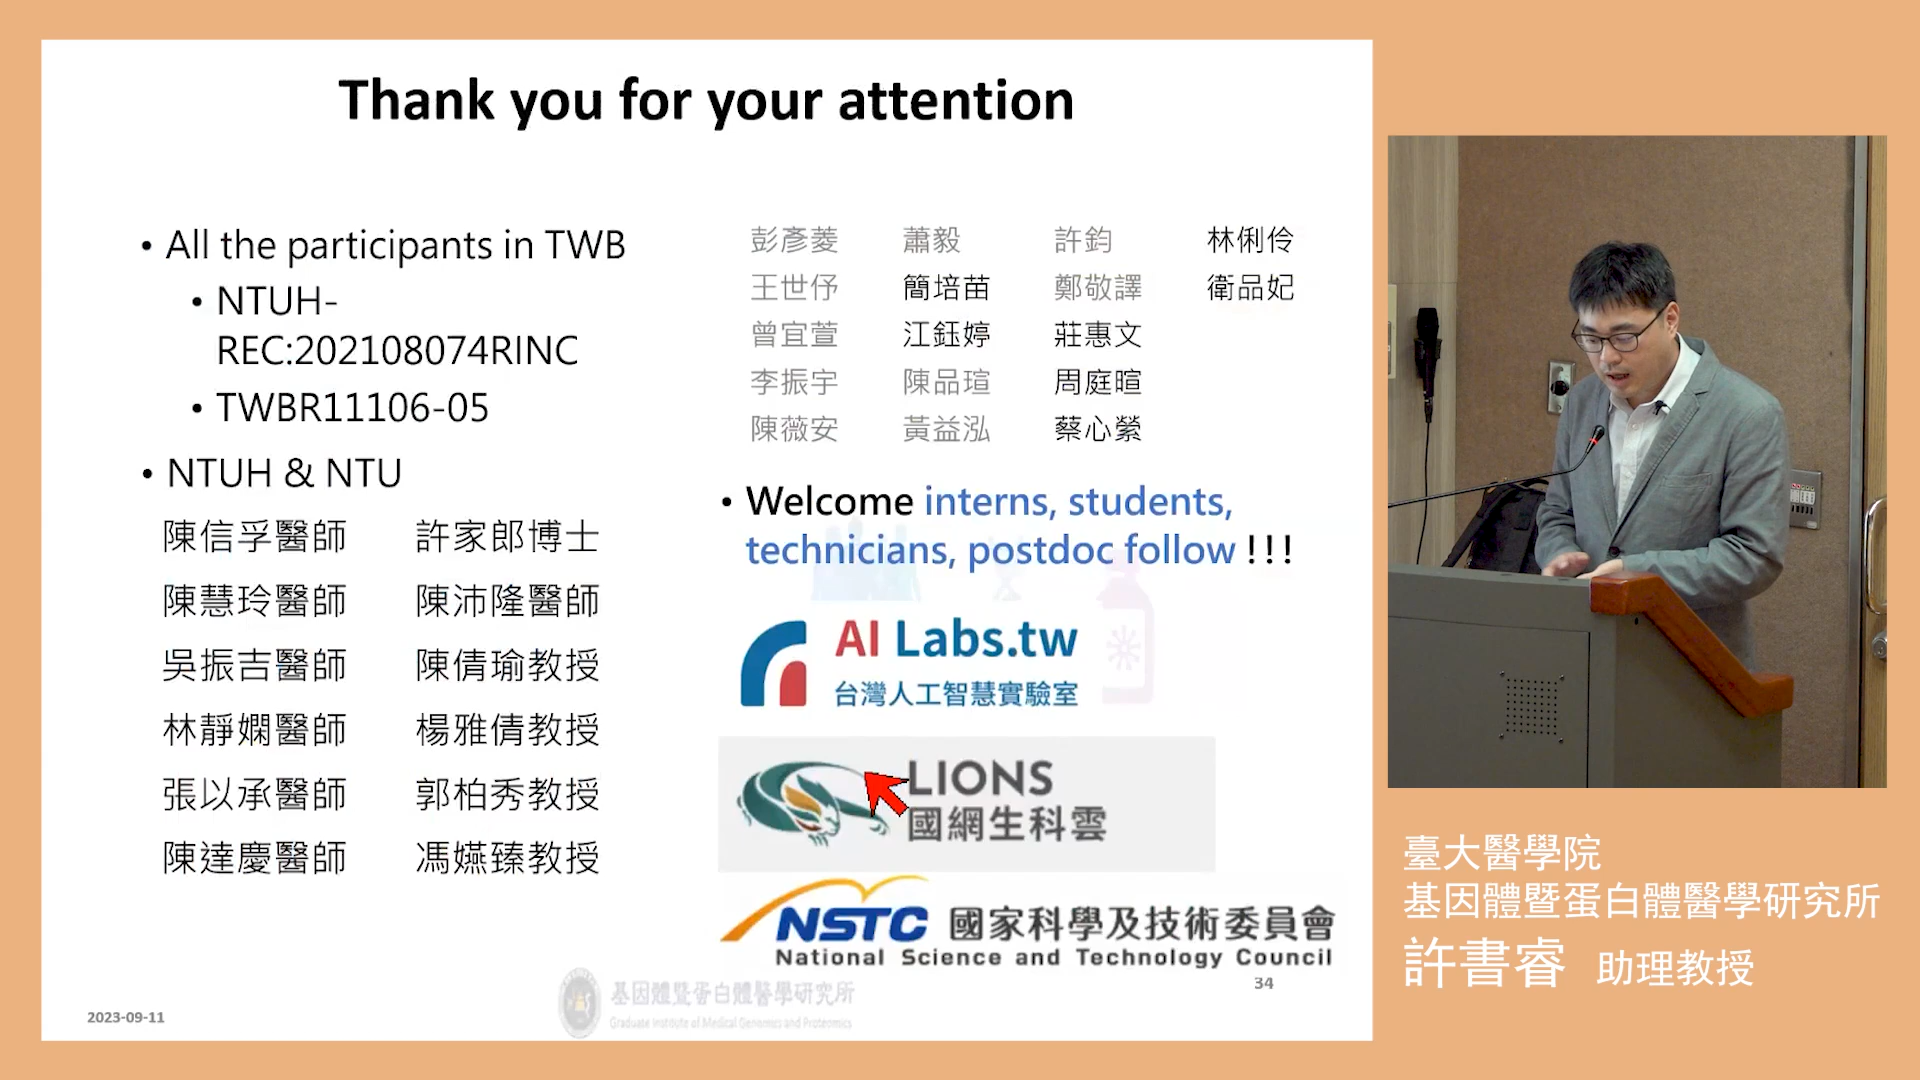 Thank you for your attention
• All the participants in TWB
• NTUH-
REC:202108074RINC
• TWBR11106-05
• NTUH & NTU
陳信孚醫師 許家郎博士
陳慧玲醫師 陳沛隆醫師
吳振吉醫師 陳倩瑜教授
林靜嫻醫師 楊雅倩教授
張以承醫師 郭柏秀教授
陳達慶醫師 馮嬿臻教授
彭彥菱 蕭毅 許鈞 林俐伶
王世伃 簡培苗 鄭敬譯 衛品妃
曾宜萱 江鈺婷 莊惠文
李振宇 陳品瑄 周庭暄
陳薇安 黃益泓 蔡心縈
• Welcome interns, students,
technicians, postdoc follow !!!
AI Labs.tw
台灣人工智慧實驗室
LIONS
國網生科雲
NSTC 國家科學及技術委員會
National Science and Technology Council
34
2023-09-11
基因體暨蛋白體醫學研究所
Graduate Institute of Medical Genomics and Proteomics
臺大醫學院
基因體暨蛋白體醫學研究所
許書睿 助理教授